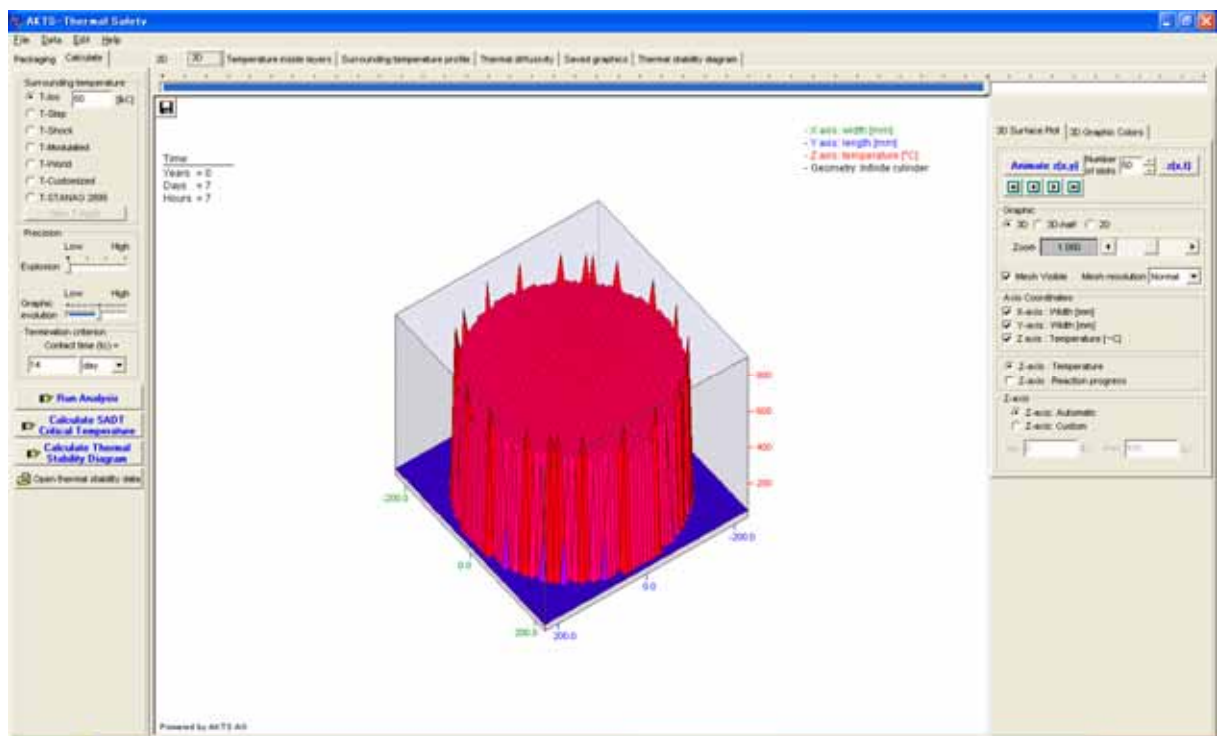 AKTS-Thermal Safety
File Data Edit Help
Packaging Calculate
2D 3D Temperature inside layers Surrounding temperature profile Thermal diffusivity Saved graphics Thermal stability diagram
Surrounding temperature
T-Iso 60
T-Step
T-Shock
T-Modulated
T-World
T-Customized
T-STANAG 2895
Precision
Low High
Explosion
Low High
Graphic
evolution
Termination criterion
Contact time
14 day
Run Analysis
Calculate SADT
Critical Temperature
Calculate Thermal
Stability Diagram
Open thermal stability data
Time
Years = 0
Days = 7
Hours = 7
- X axis: width [mm]
- Y axis: length [mm]
- Z axis: temperature [°C]
- Geometry: Infinite cylinder
800
600
400
200
-200.0
0.0
200.0
-200.0
0.0
200.0
Powered by AKTS AG
3D Surface Plot 3D Graphic Colors
Animate z(x,y) Number of slots 50 z(x,t)
Graphic
3D 3D-half 2D
Zoom 1.000
Mesh Visible Mesh resolution Normal
Axis Coordinates
X-axis : Width [mm]
Y-axis : Width [mm]
Z axis : Temperature [~C]
Z-axis : Temperature
Z-axis : Reaction progress
Z-axis
Z-axis: Automatic
Z-axis: Custom